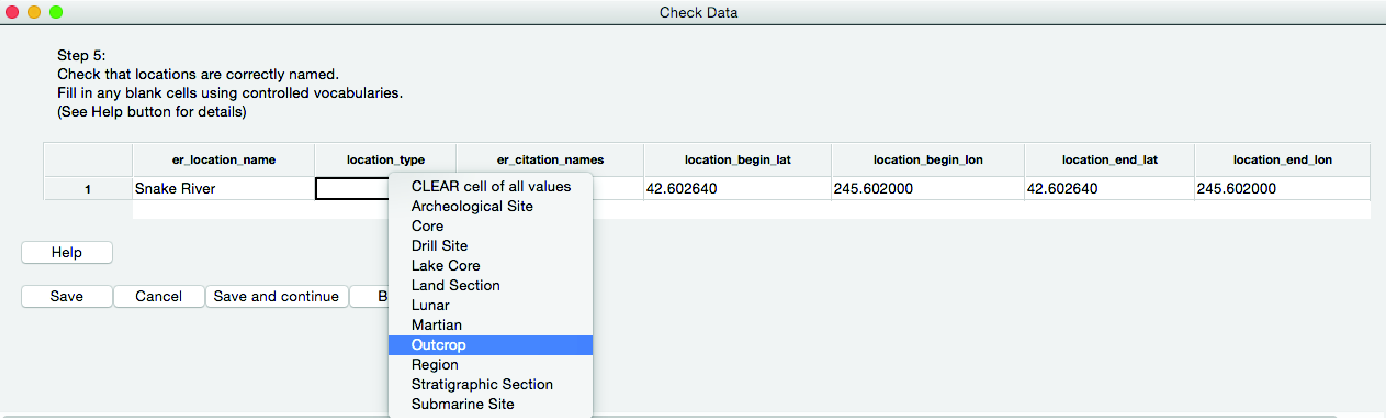 Check Data
Step 5:
Check that locations are correctly named.
Fill in any blank cells using controlled vocabularies.
(See Help button for details)
er_location_name location_type er_citation_names location_begin_lat location_begin_lon location_end_lat location_end_lon
1 Snake River 42.602640 245.602000 42.602640 245.602000
CLEAR cell of all values
Archeological Site
Core
Drill Site
Lake Core
Land Section
Lunar
Martian
Outcrop
Region
Stratigraphic Section
Submarine Site
Help
Save Cancel Save and continue B